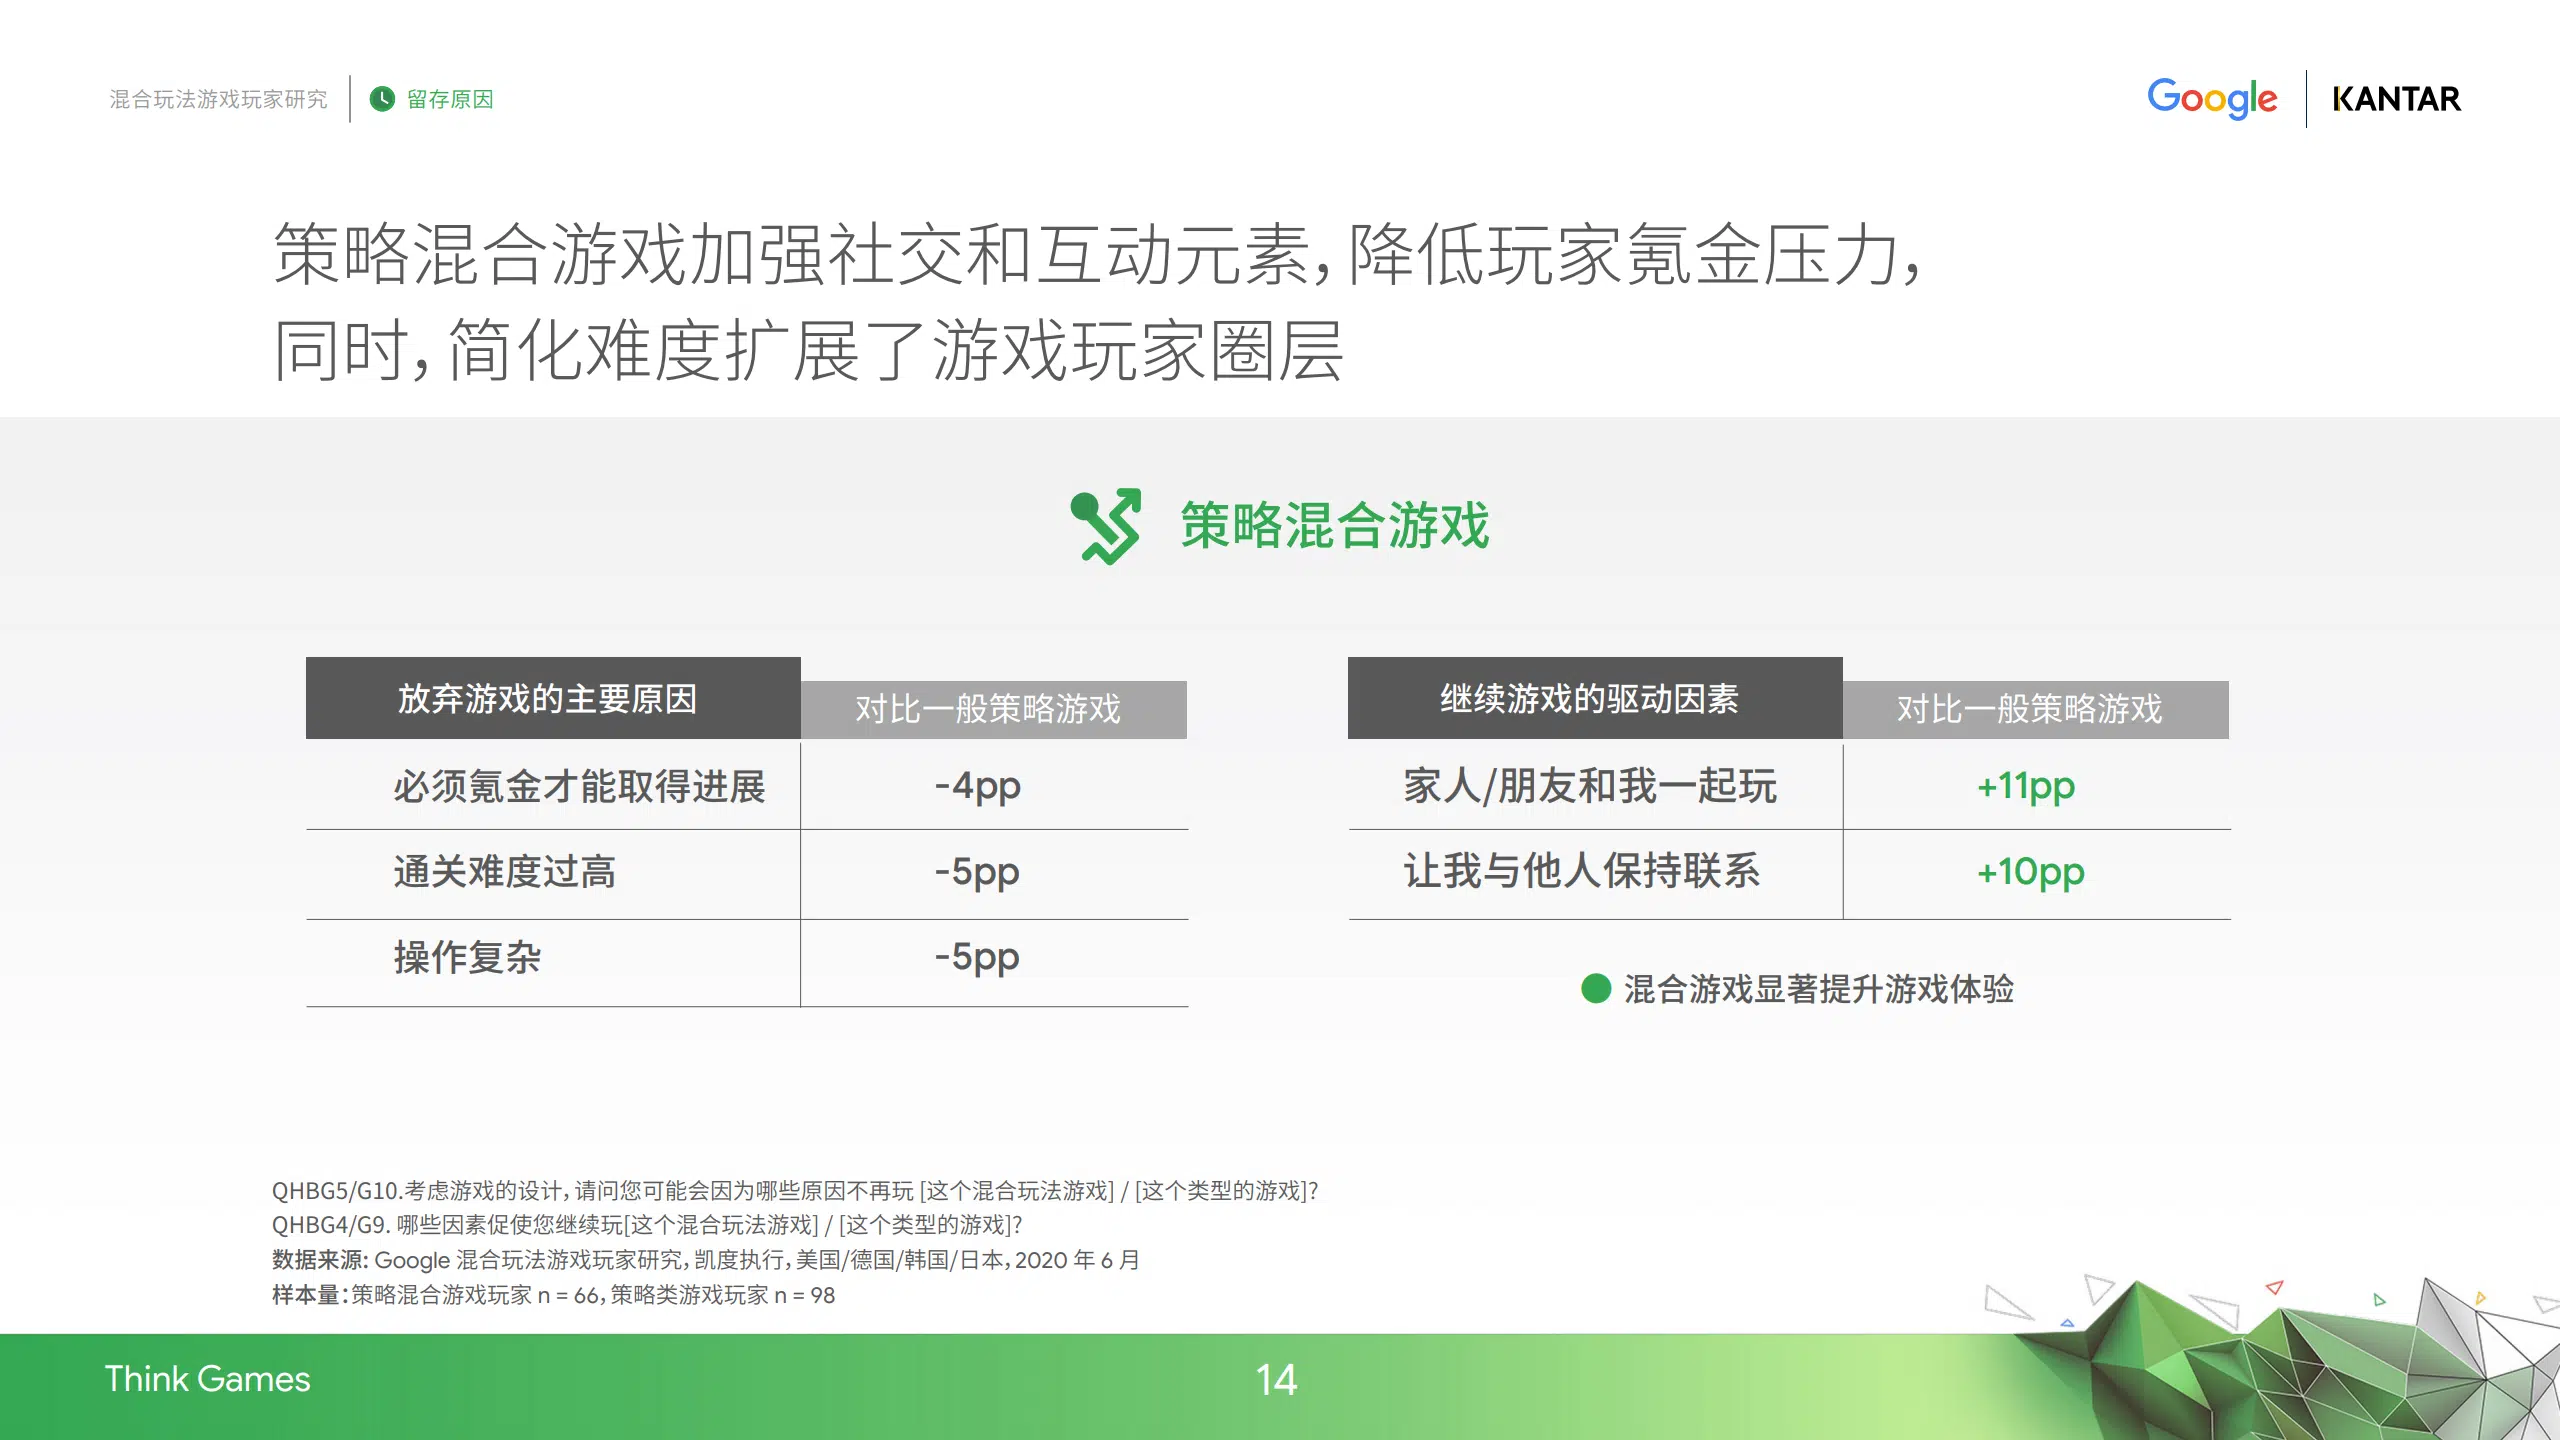 混合玩法游戏玩家研究
留存原因
Google
KANTAR
策略混合游戏加强社交和互动元素，降低玩家氪金压力，
同时，简化难度扩展了游戏玩家圈层
策略混合游戏
放弃游戏的主要原因 对比一般策略游戏
必须氪金才能取得进展 -4pp
通关难度过高 -5pp
操作复杂 -5pp
继续游戏的驱动因素 对比一般策略游戏
家人/朋友和我一起玩 +11pp
让我与他人保持联系 +10pp
混合游戏显著提升游戏体验
QHBG5/G10.考虑游戏的设计，请问您可能会因为哪些原因不再玩 [这个混合玩法游戏] / [这个类型的游戏]?
QHBG4/G9. 哪些因素促使您继续玩[这个混合玩法游戏] / [这个类型的游戏]?
数据来源: Google 混合玩法游戏玩家研究，凯度执行，美国/德国/韩国/日本，2020 年 6 月
样本量：策略混合游戏玩家 n = 66，策略类游戏玩家 n = 98
Think Games
14